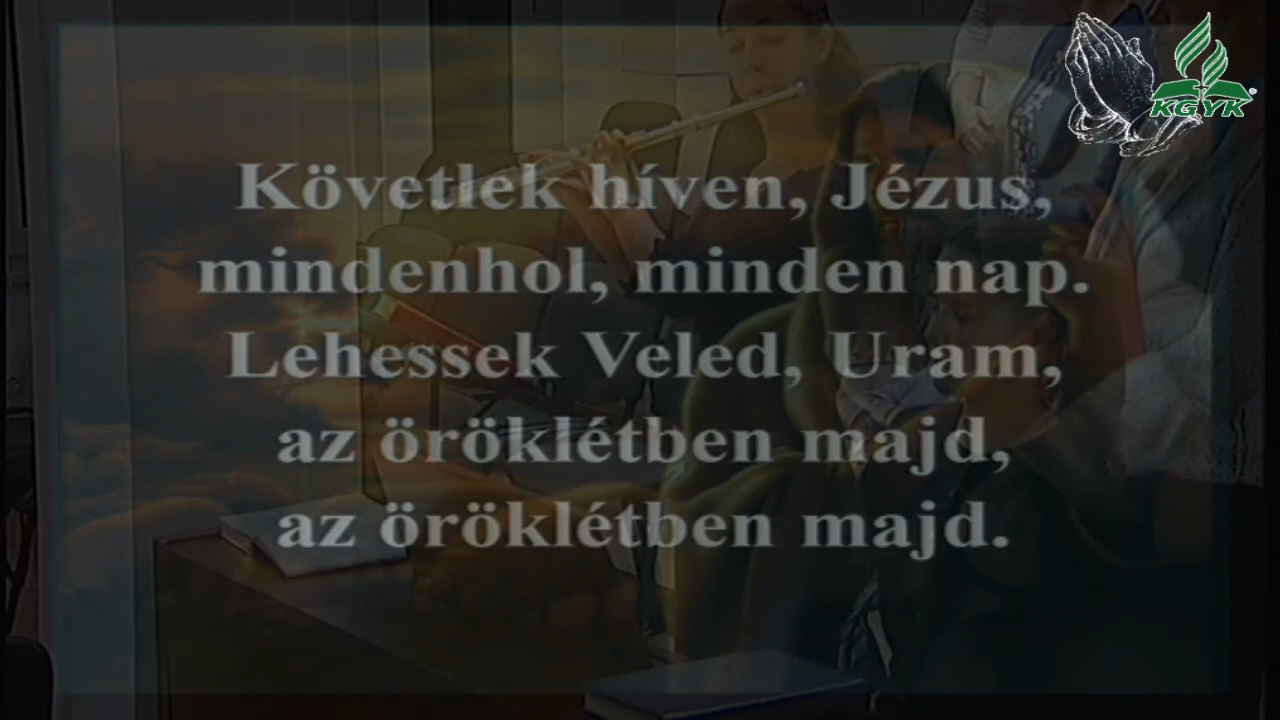 KGYK
Követlek híven, Jézus,
mindenhol, minden nap.
Lehessek Veled, Uram,
az öröklétben majd,
az öröklétben majd.